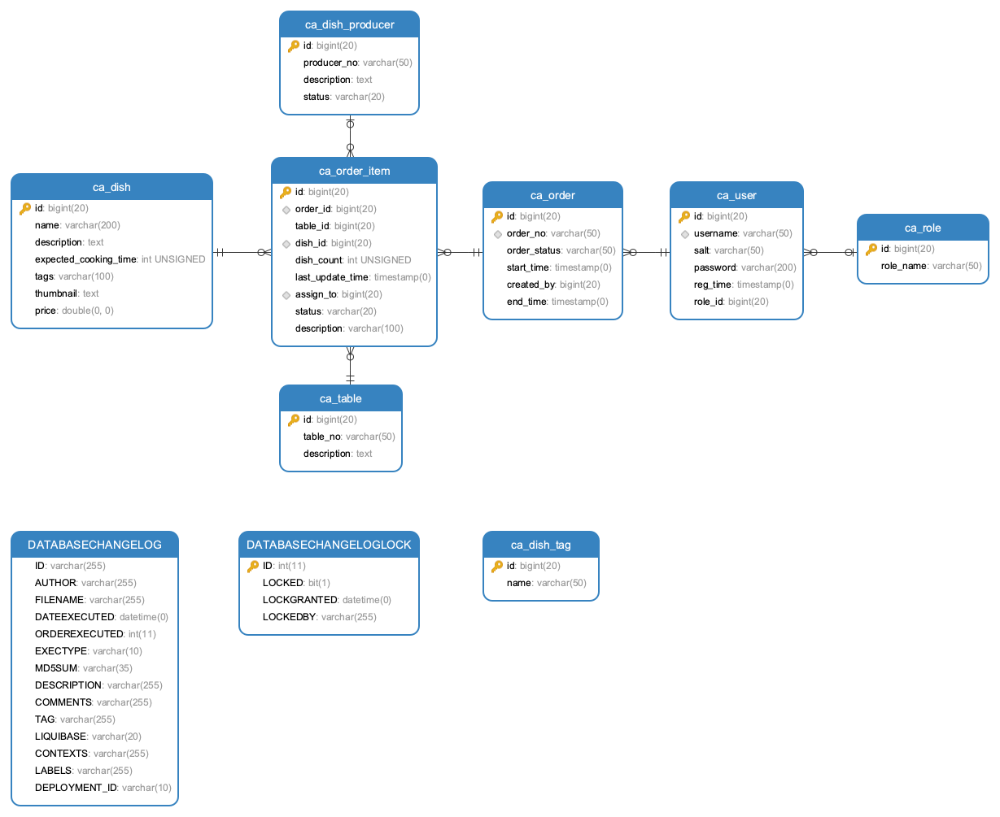 ca_dish_producer
id: bigint(20)
producer_no: varchar(50)
description: text
status: varchar(20)
ca_dish
id: bigint(20)
name: varchar(200)
description: text
expected_cooking_time: int UNSIGNED
tags: varchar(100)
thumbnail: text
price: double(0, 0)
ca_order_item
id: bigint(20)
order_id: bigint(20)
table_id: bigint(20)
dish_id: bigint(20)
dish_count: int UNSIGNED
last_update_time: timestamp(0)
assign_to: bigint(20)
status: varchar(20)
description: varchar(100)
ca_order
id: bigint(20)
order_no: varchar(50)
order_status: varchar(50)
start_time: timestamp(0)
created_by: bigint(20)
end_time: timestamp(0)
ca_user
id: bigint(20)
username: varchar(50)
salt: varchar(50)
password: varchar(200)
reg_time: timestamp(0)
role_id: bigint(20)
ca_role
id: bigint(20)
role_name: varchar(50)
ca_table
id: bigint(20)
table_no: varchar(50)
description: text
DATABASECHANGELOG
ID: varchar(255)
AUTHOR: varchar(255)
FILENAME: varchar(255)
DATEEXECUTED: datetime(0)
ORDEREXECUTED: int(11)
EXECTYPE: varchar(10)
MD5SUM: varchar(35)
DESCRIPTION: varchar(255)
COMMENTS: varchar(255)
TAG: varchar(255)
LIQUIBASE: varchar(20)
CONTEXTS: varchar(255)
LABELS: varchar(255)
DEPLOYMENT_ID: varchar(10)
DATABASECHANGELOGLOCK
ID: int(11)
LOCKED: bit(1)
LOCKGRANTED: datetime(0)
LOCKEDBY: varchar(255)
ca_dish_tag
id: bigint(20)
name: varchar(50)